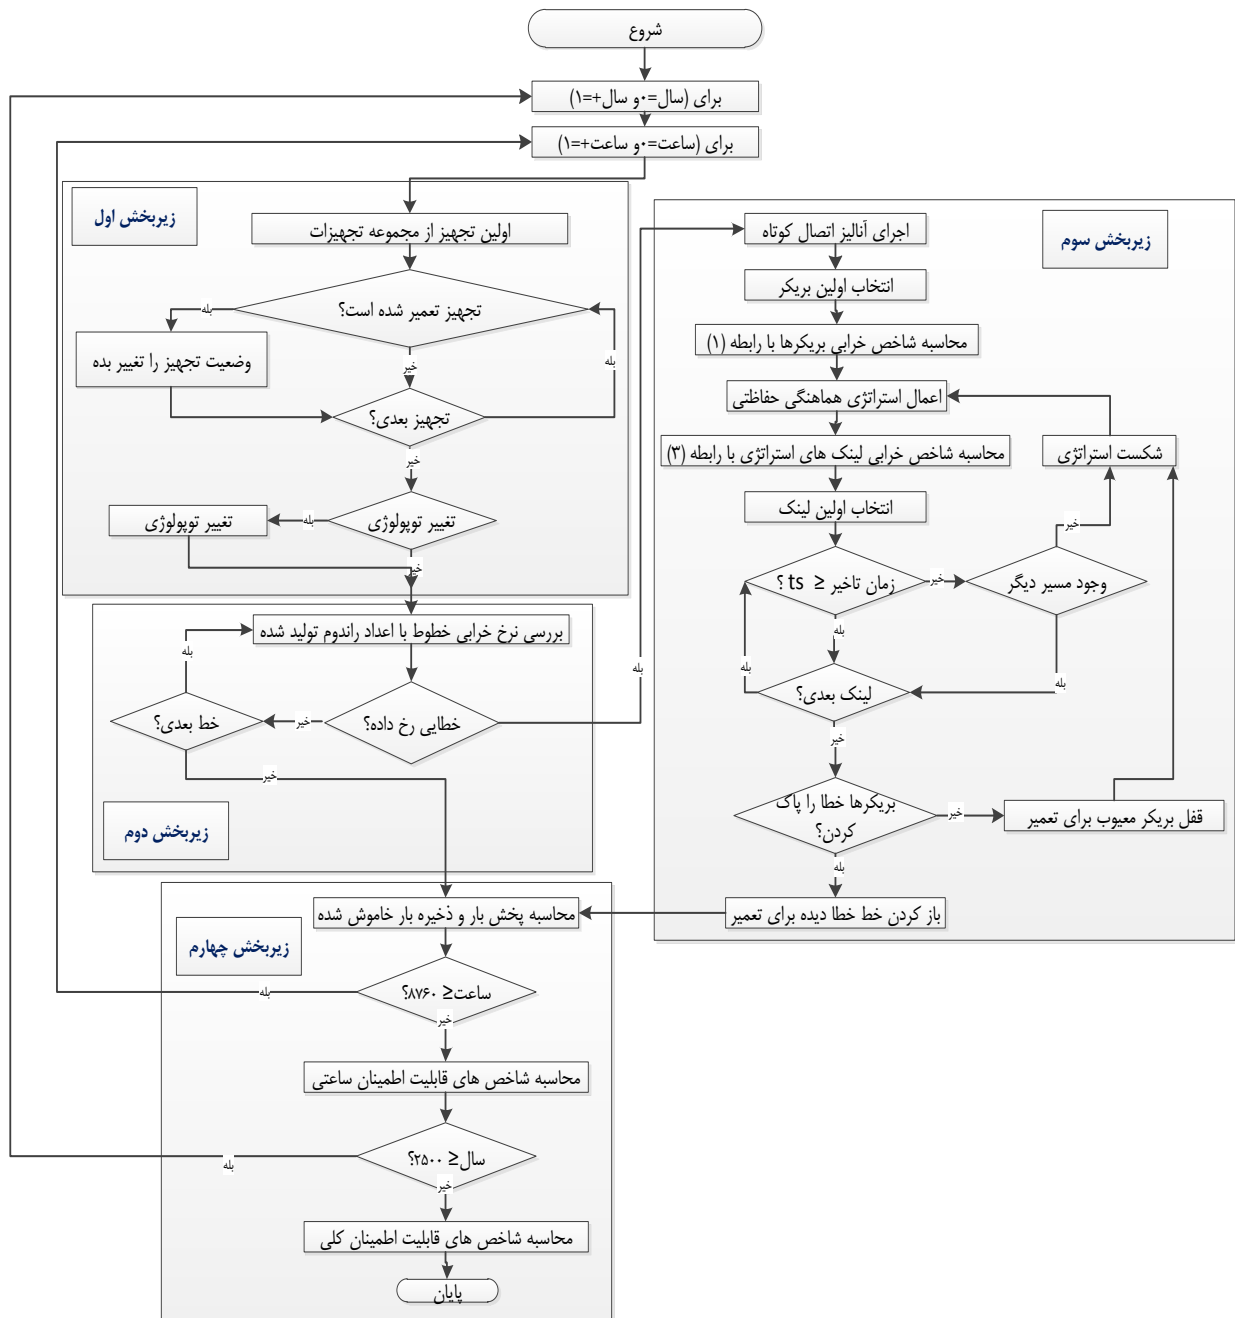 شروع
برای (سال=۰و سال+=۱)
برای (ساعت=۰و ساعت+=۱)
زیربخش اول
اولین تجهیز از مجموعه تجهیزات
تجهیز تعمیر شده است؟
بله
وضعیت تجهیز را تغییر بده
خیر
بله
تجهیز بعدی؟
خیر
تغییر توپولوژی
بله
تغییر توپولوژی
خیر
بررسی نرخ خرابی خطوط با اعداد راندوم تولید شده
بله
خطایی رخ داده؟
خیر
خط بعدی؟
بله
خیر
زیربخش دوم
زیربخش سوم
اجرای آنالیز اتصال کوتاه
انتخاب اولین بریکر
محاسبه شاخص خرابی بریکرها با رابطه (۱)
اعمال استراتژی هماهنگی حفاظتی
محاسبه شاخص خرابی لینک های استراتژی با رابطه (۳)
شکست استراتژی
انتخاب اولین لینک
خیر
زمان تاخیر ≤ ts ؟
خیر
وجود مسیر دیگر
بله
بله
بله
لینک بعدی؟
خیر
بریکرها خطا را پاک
کردن؟
خیر
قفل بریکر معیوب برای تعمیر
بله
باز کردن خط خطا دیده برای تعمیر
محاسبه پخش بار و ذخیره بار خاموش شده
زیربخش چهارم
ساعت≤ ۸۷۶۰؟
بله
خیر
محاسبه شاخص های قابلیت اطمینان ساعتی
سال≤ ۲۵۰۰؟
بله
خیر
محاسبه شاخص های قابلیت اطمینان کلی
پایان